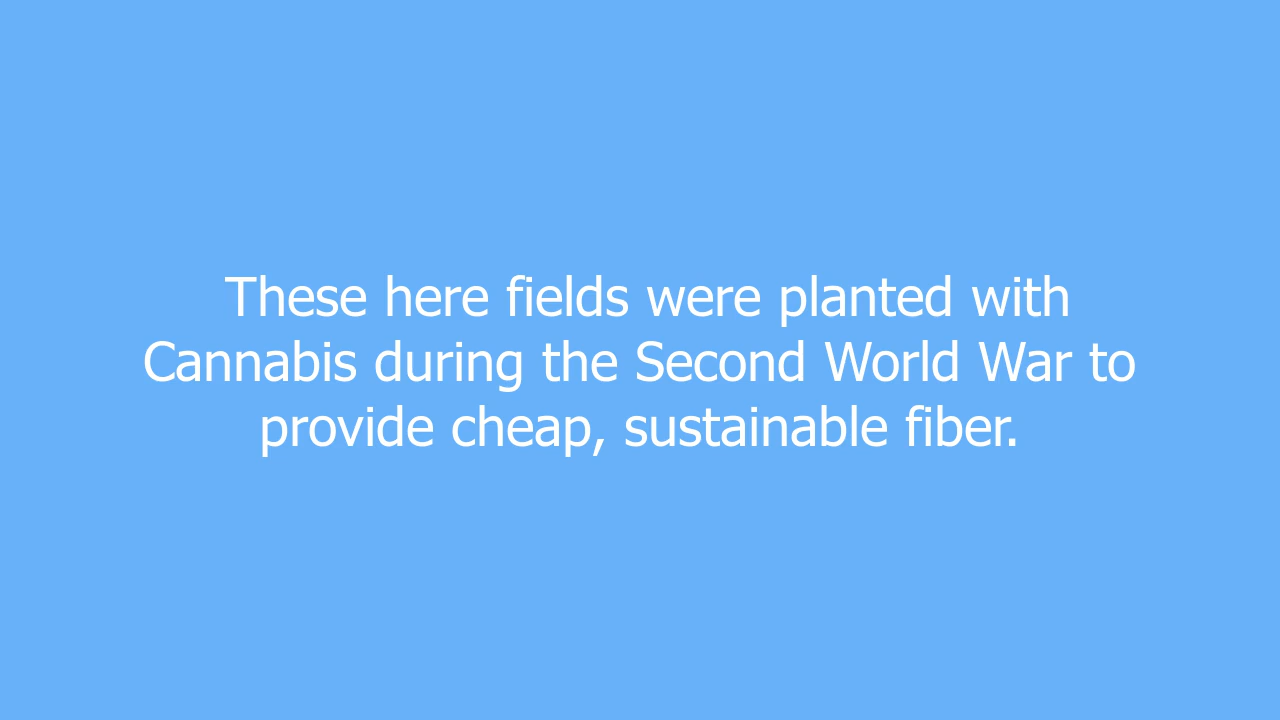 These here fields were planted with
Cannabis during the Second World War to
provide cheap, sustainable fiber.